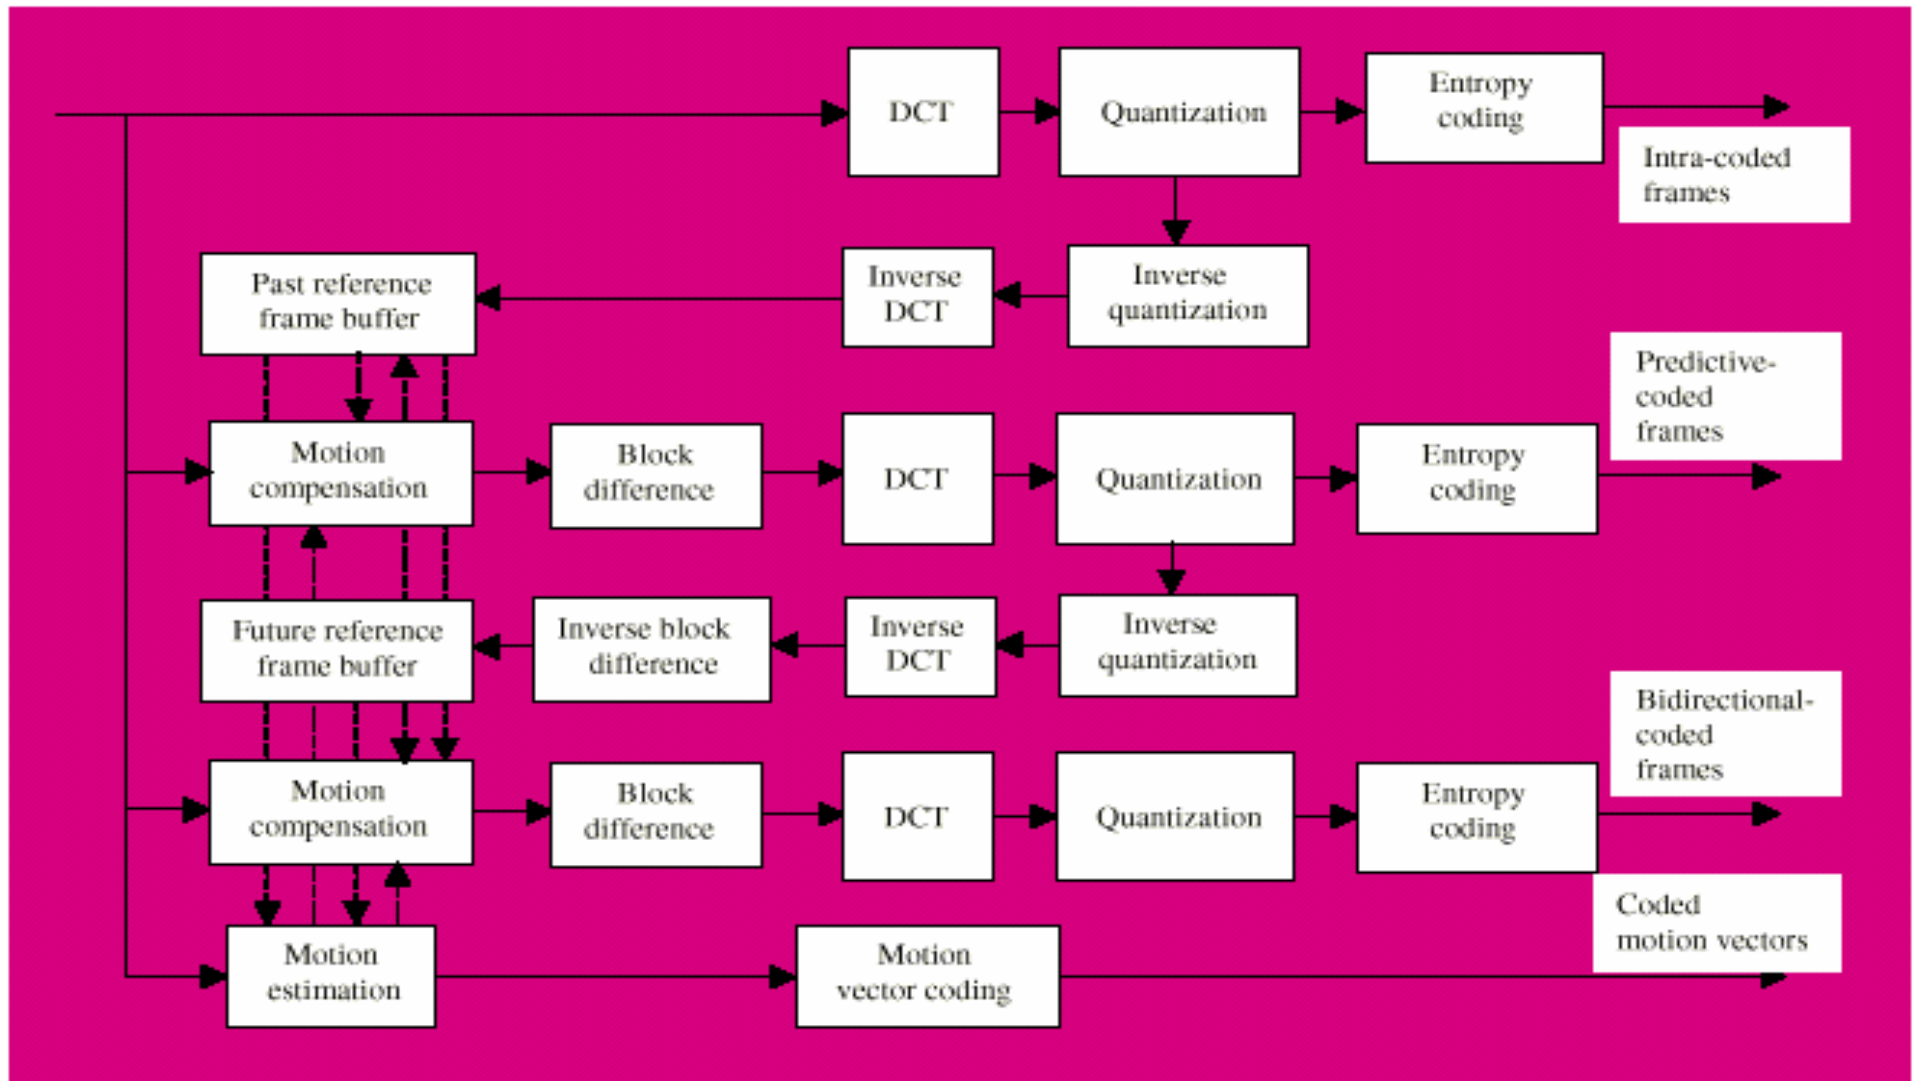 DCT
Quantization
Entropy
coding
Intra-coded
frames
Past reference
frame buffer
Inverse
DCT
Inverse
quantization
Predictive-
coded
frames
Motion
compensation
Block
difference
DCT
Quantization
Entropy
coding
Future reference
frame buffer
Inverse block
difference
Inverse
DCT
Inverse
quantization
Bidirectional-
coded
frames
Motion
compensation
Block
difference
DCT
Quantization
Entropy
coding
Coded
motion vectors
Motion
estimation
Motion
vector coding